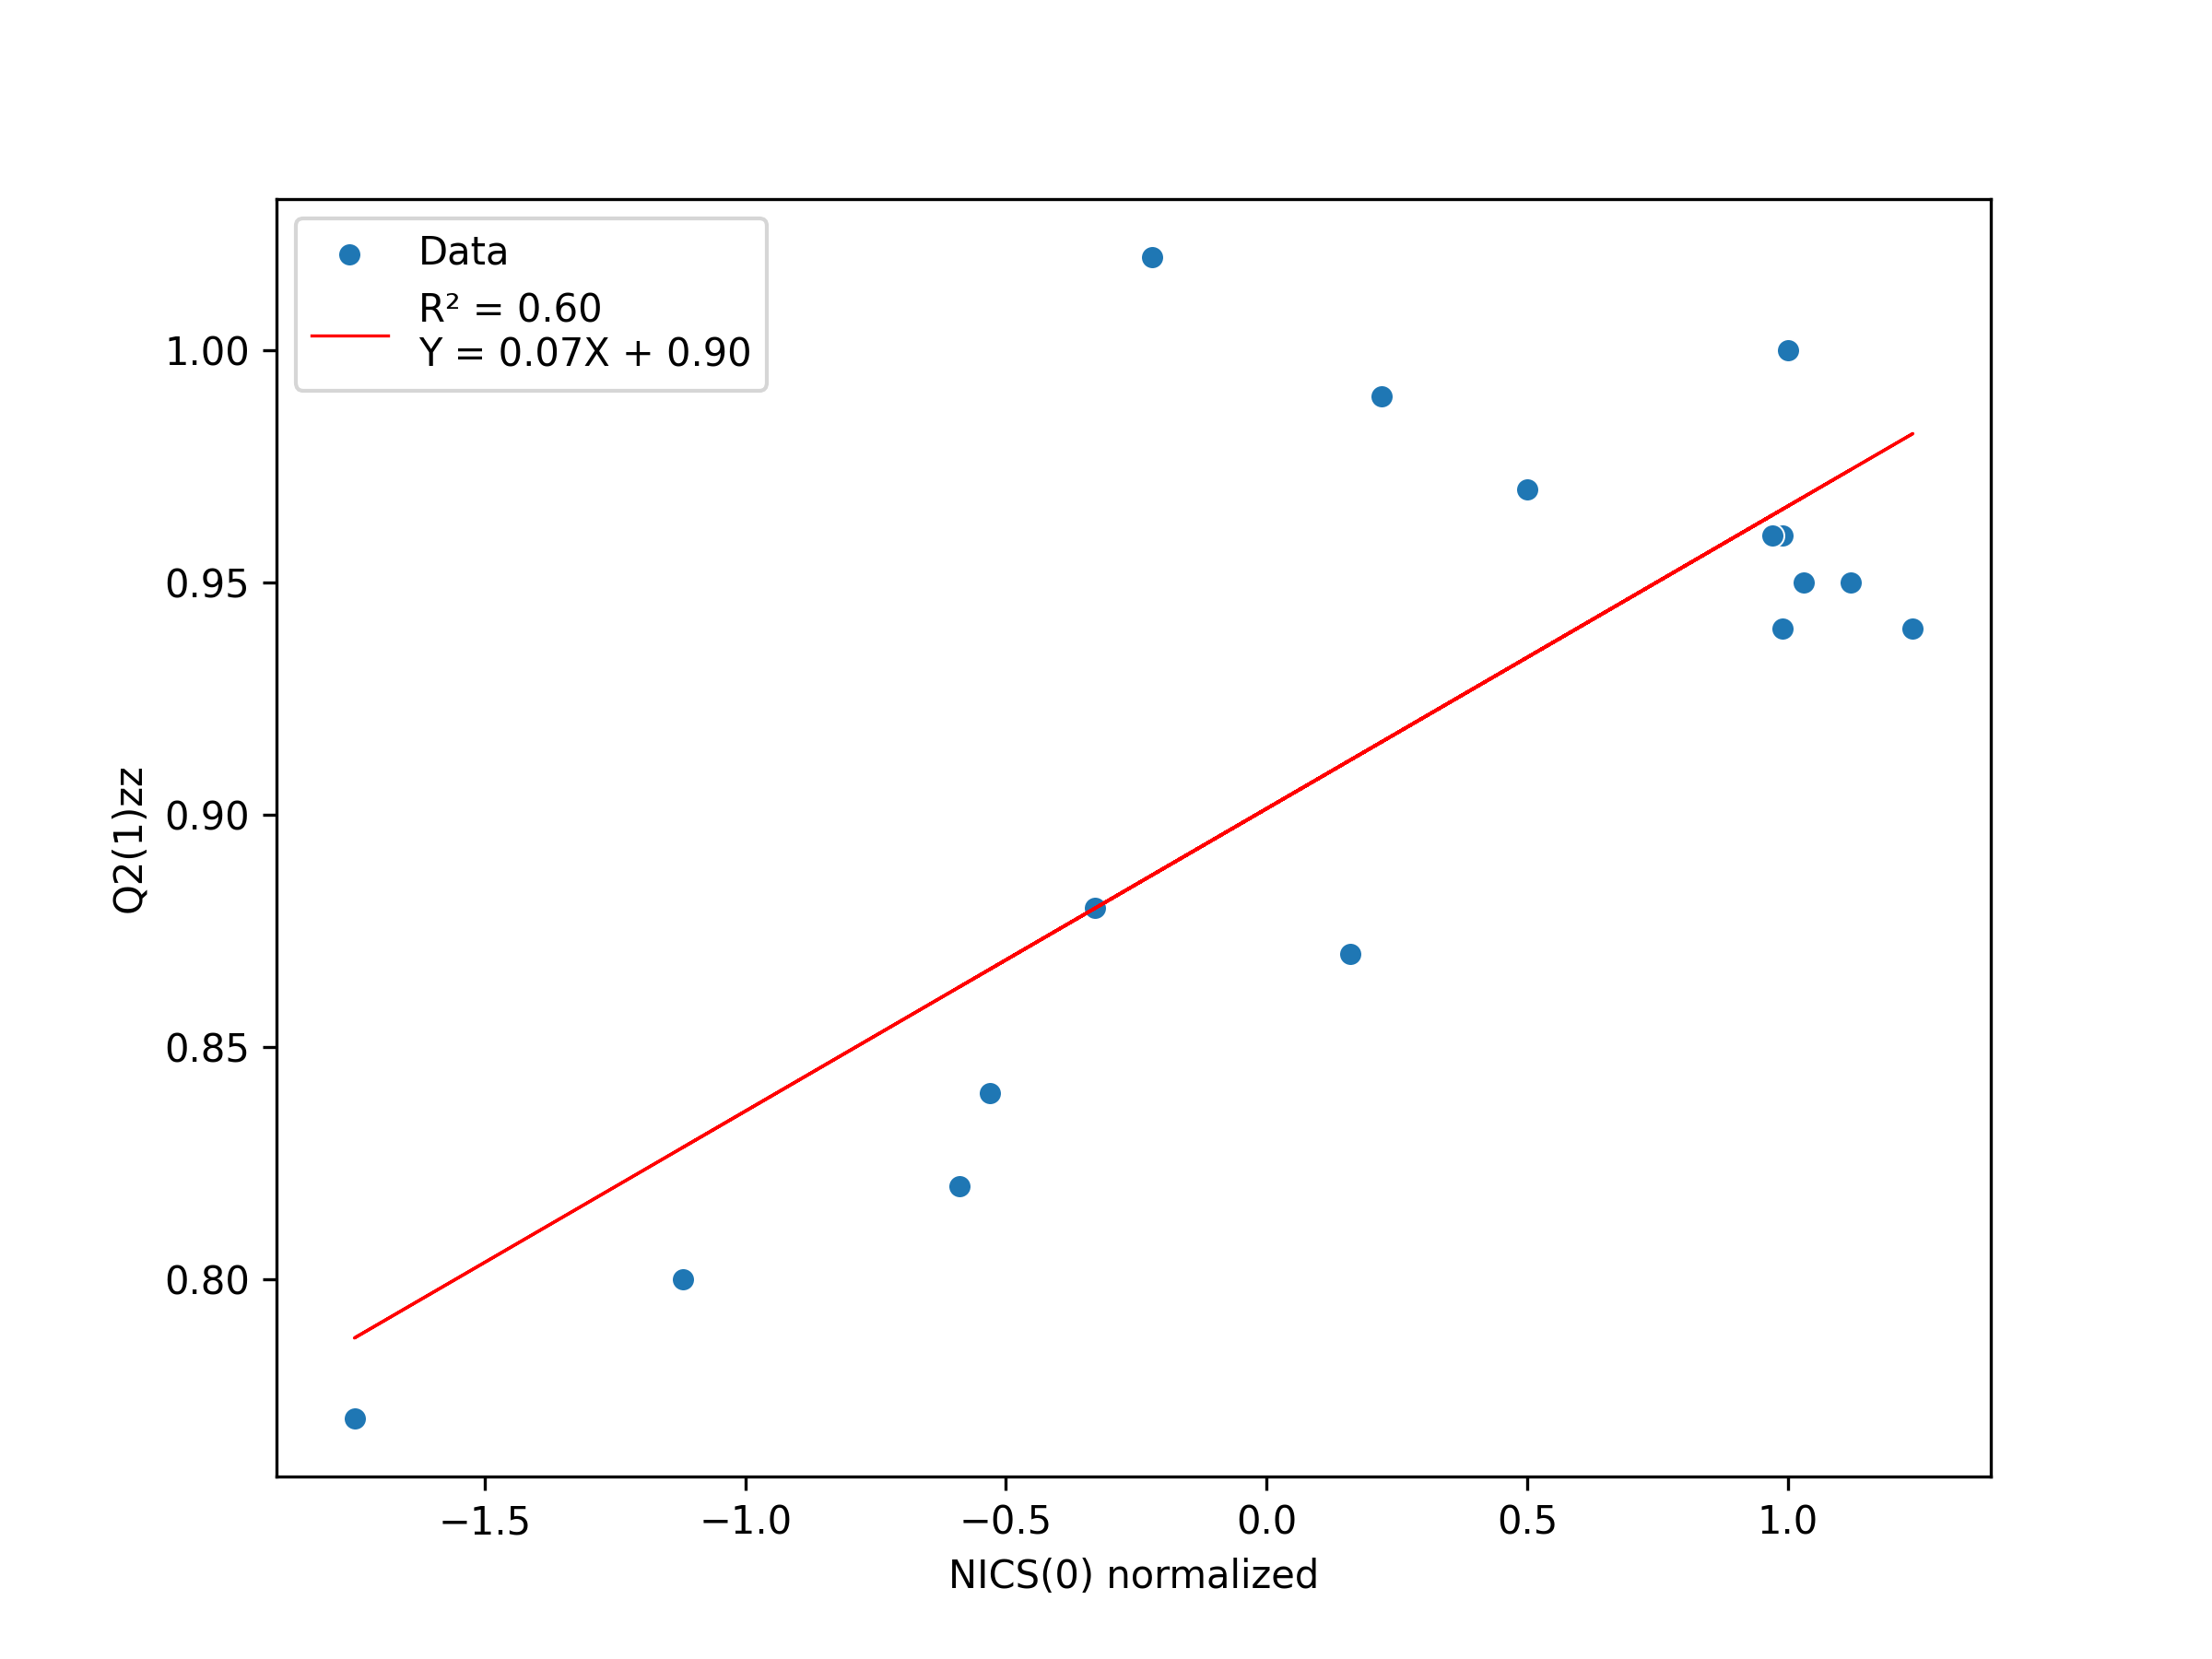 Data
R² = 0.60
Y = 0.07X + 0.90
1.00
0.95
0.90
0.85
0.80
Q2(1)zz
−1.5 −1.0 −0.5 0.0 0.5 1.0
NICS(0) normalized